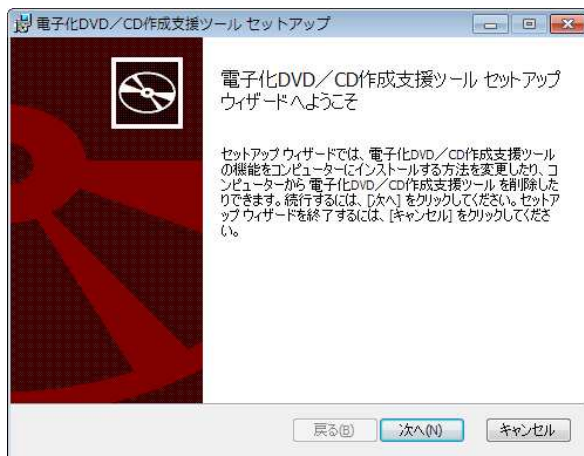 電子化DVD／CD作成支援ツール セットアップ
電子化DVD／CD作成支援ツール セットアップ
ウィザードへようこそ
セットアップ ウィザードでは、電子化DVD／CD作成支援ツール
の機能をコンピューターにインストールする方法を変更したり、コ
ンピューターから 電子化DVD／CD作成支援ツール を削除した
りできます。続行するには、[次へ] をクリックしてください。セットア
ップ ウィザードを終了するには、[キャンセル] をクリックしてくださ
い。
戻る(B)
次へ(N)
キャンセル